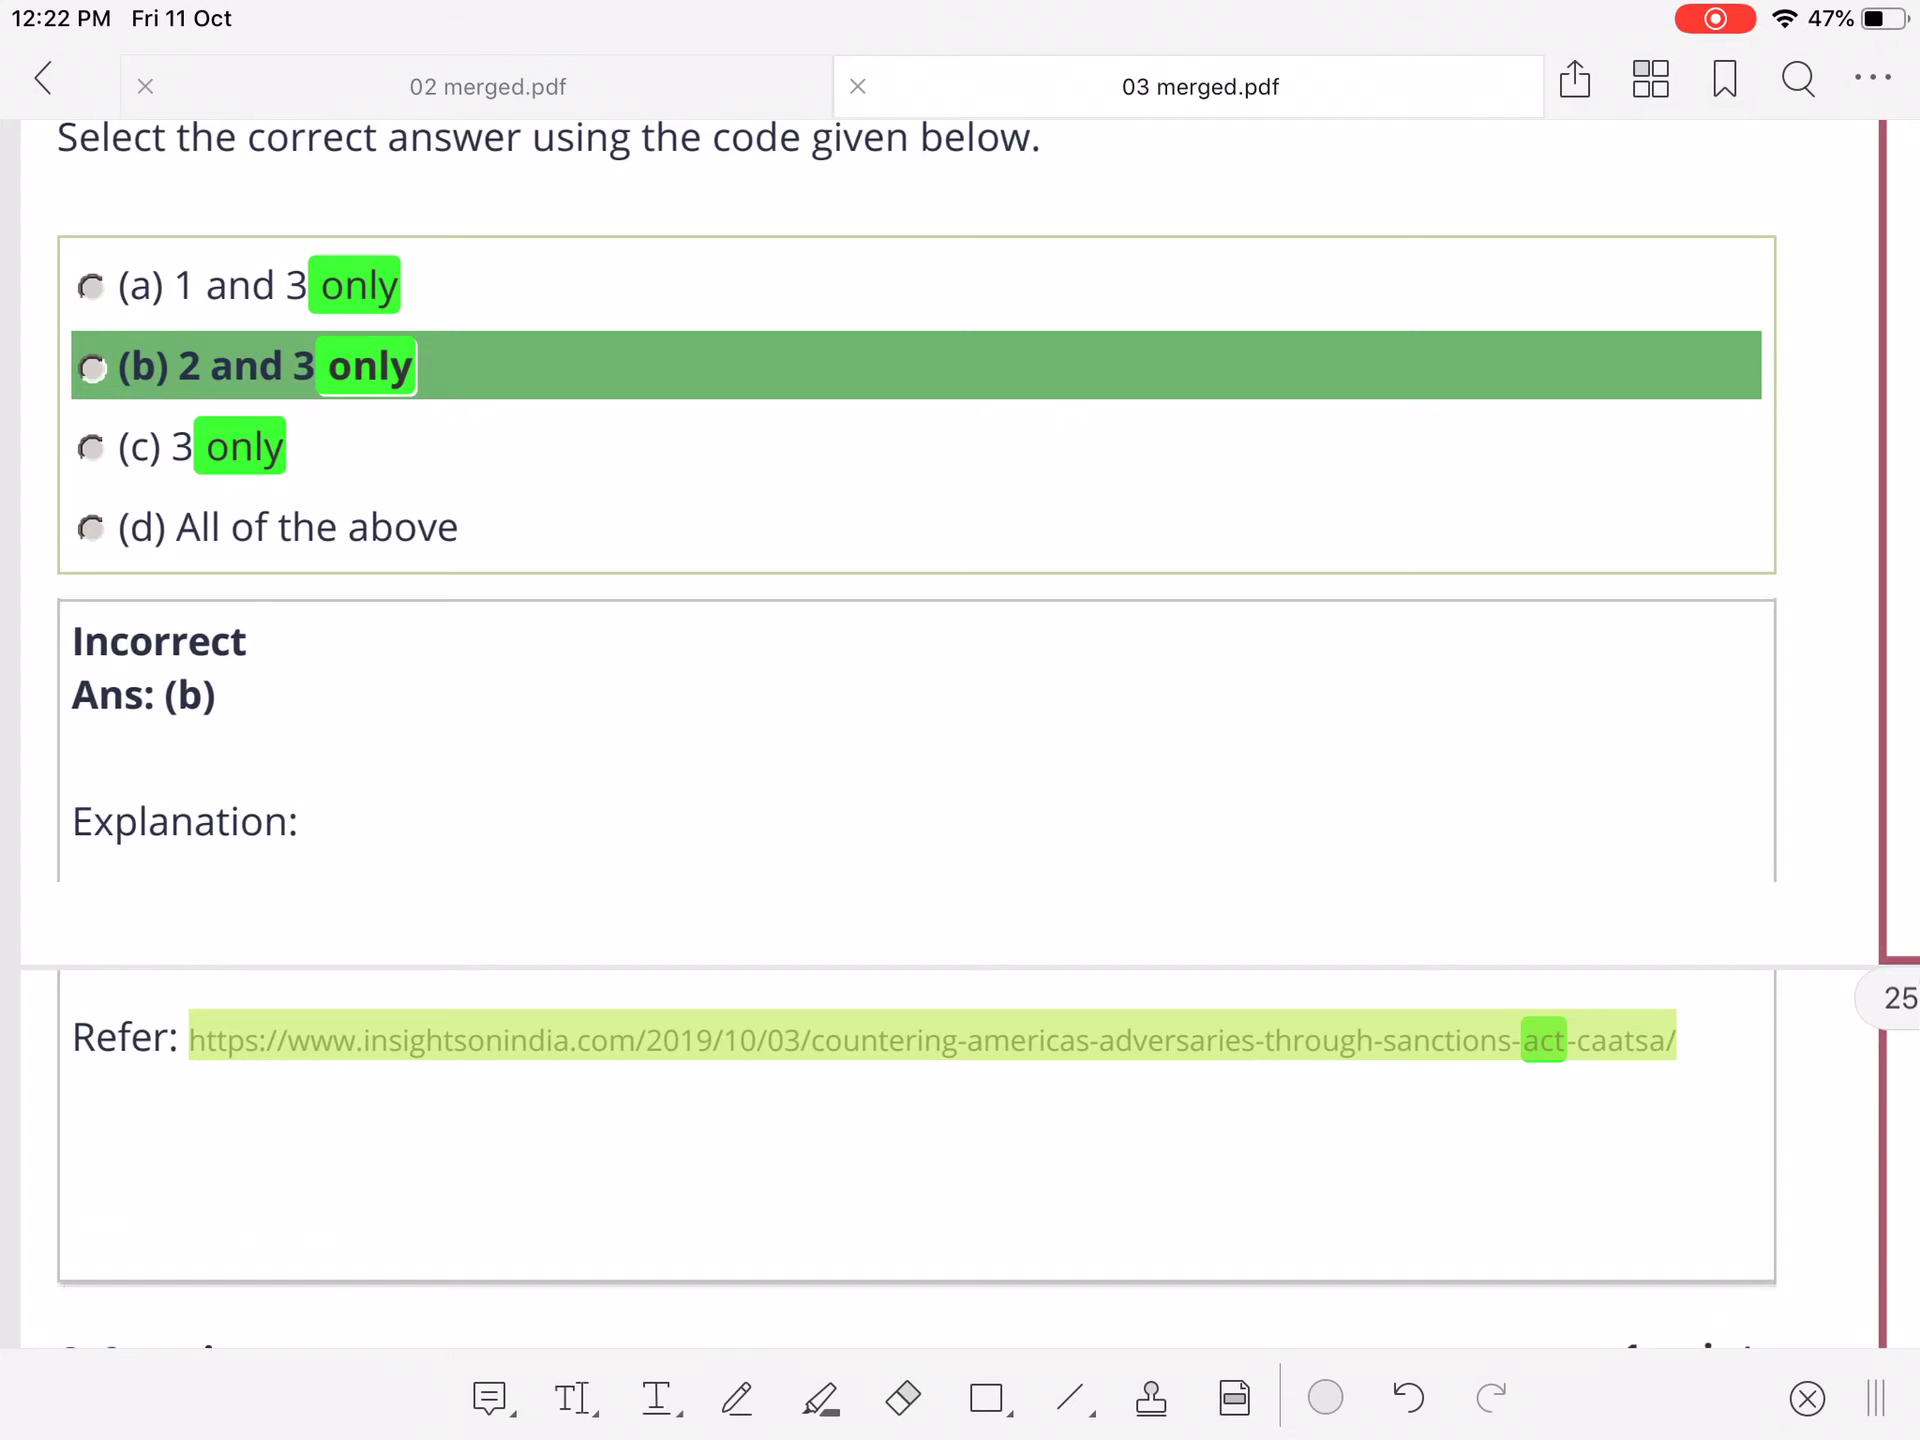 12:22 PM Fri 11 Oct 47%
02 merged.pdf 03 merged.pdf
Select the correct answer using the code given below.
(a) 1 and 3 only
(b) 2 and 3 only
(c) 3 only
(d) All of the above
Incorrect
Ans: (b)
Explanation:
25
Refer: https://www.insightsonindia.com/2019/10/03/countering-americas-adversaries-through-sanctions-act-caatsa/